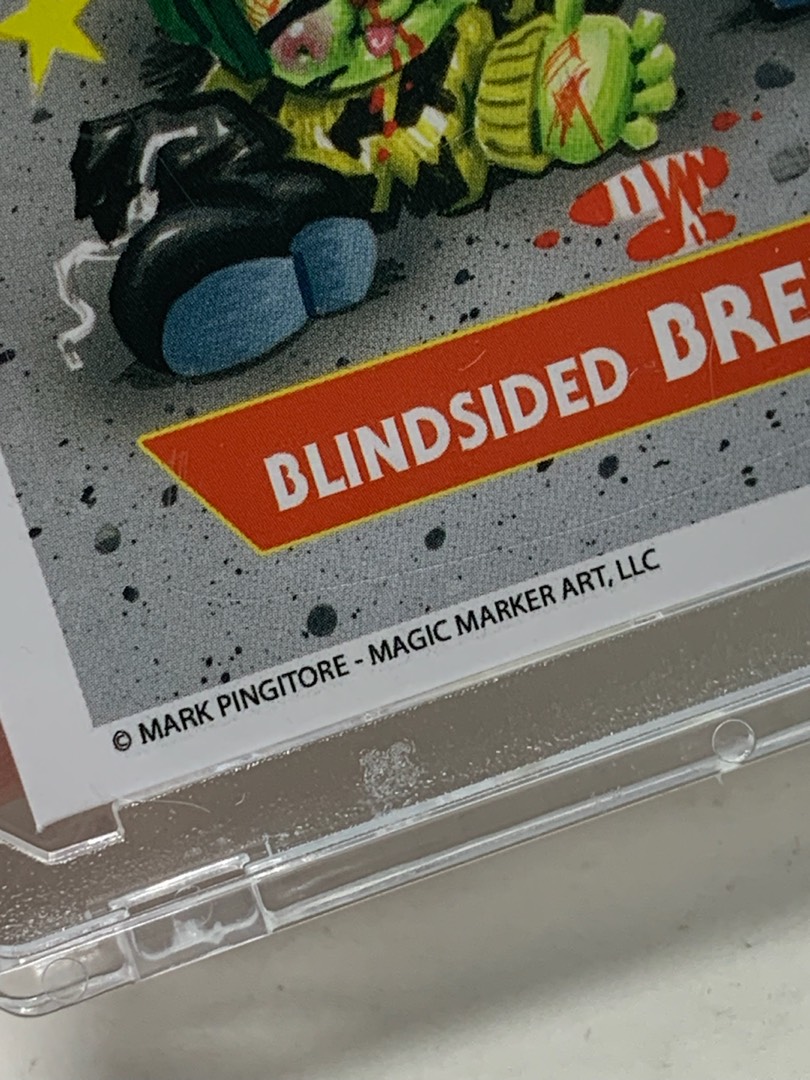 BLINDSIDED BRE
© MARK PINGITORE - MAGIC MARKER ART, LLC